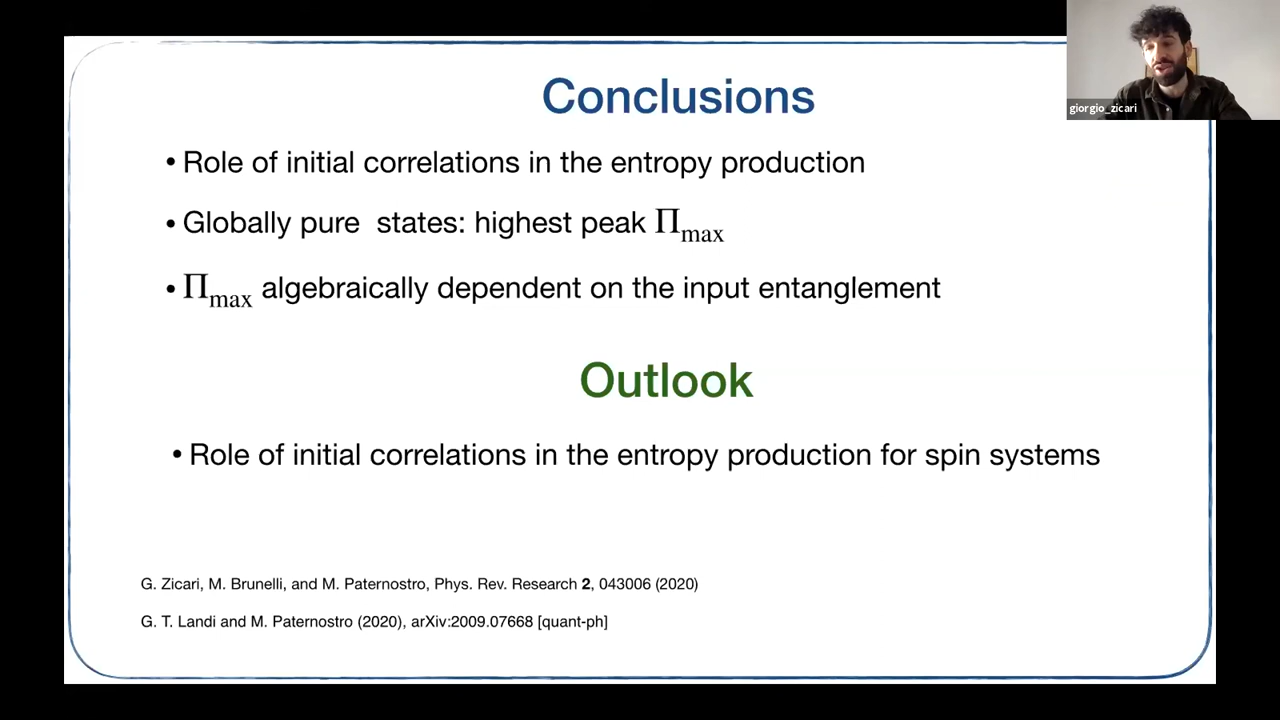 Conclusions
giorgio_zicari
• Role of initial correlations in the entropy production
• Globally pure states: highest peak Π_max
• Π_max algebraically dependent on the input entanglement
Outlook
• Role of initial correlations in the entropy production for spin systems
G. Zicari, M. Brunelli, and M. Paternostro, Phys. Rev. Research 2, 043006 (2020)
G. T. Landi and M. Paternostro (2020), arXiv:2009.07668 [quant-ph]